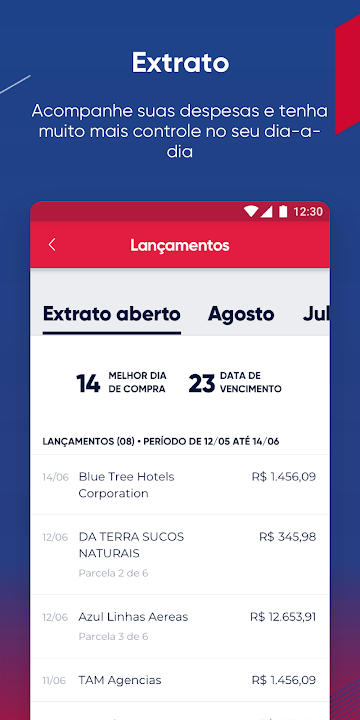 Extrato
Acompanhe suas despesas e tenha
muito mais controle no seu dia-a-
dia
12:30
Lançamentos
Extrato aberto Agosto Jul
14 MELHOR DIA
DE COMPRA
23 DATA DE
VENCIMENTO
LANÇAMENTOS (08) • PERÍODO DE 12/05 ATÉ 14/06
14/06 Blue Tree Hotels R$ 1.456,09
Corporation
12/06 DA TERRA SUCOS R$ 345,98
NATURAIS
Parcela 2 de 6
12/06 Azul Linhas Aereas R$ 12.653,91
Parcela 3 de 6
11/06 TAM Agencias R$ 1.456,09